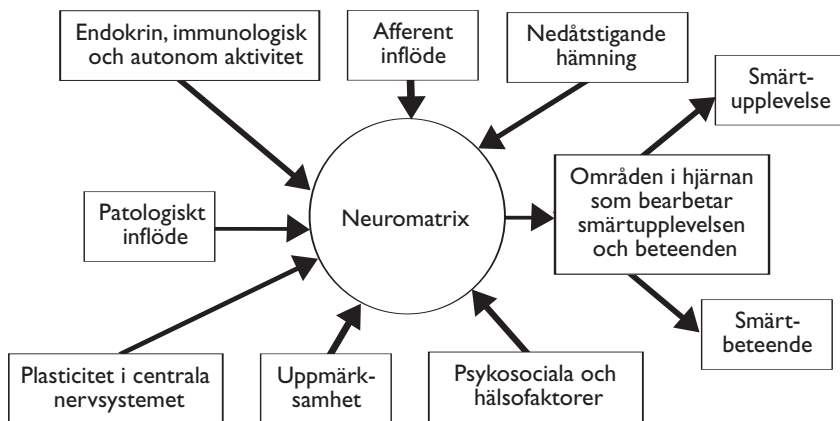 Endokrin, immunologisk
och autonom aktivitet
Afferent
inflöde
Nedåtstigande
hämning
Smärt-
upplevelse
Patologiskt
inflöde
Neuromatrix
Områden i hjärnan
som bearbetar
smärtupplevelsen
och beteenden
Smärt-
beteende
Plasticitet i centrala
nervsystemet
Uppmärk-
samhet
Psykosociala och
hälsofaktorer